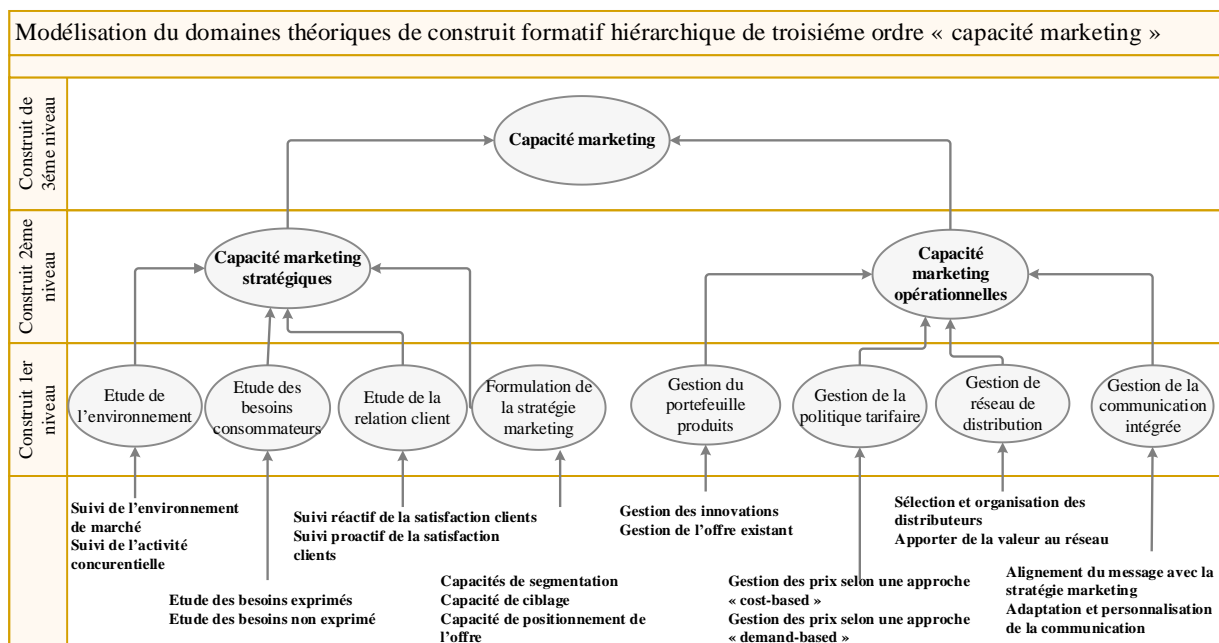 Modélisation du domaines théoriques de construit formatif hiérarchique de troisiéme ordre « capacité marketing »
Construit de
3éme niveau
Capacité marketing
Construit 2ème
niveau
Capacité marketing
stratégiques
Capacité
marketing
opérationnelles
Construit 1er
niveau
Etude de
l’environnement
Etude des
besoins
consommateurs
Etude de la
relation client
Formulation de
la stratégie
marketing
Gestion du
portefeuille
produits
Gestion de la
politique tarifaire
Gestion de
réseau de
distribution
Gestion de la
communication
intégrée
Suivi de l’environnement
de marché
Suivi de l’activité
concurentielle
Etude des besoins exprimés
Etude des besoins non exprimé
Suivi réactif de la satisfaction clients
Suivi proactif de la satisfaction
clients
Capacités de segmentation
Capacité de ciblage
Capacité de positionnement de
l’offre
Gestion des innovations
Gestion de l’offre existant
Gestion des prix selon une approche
« cost-based »
Gestion des prix selon une approche
« demand-based »
Sélection et organisation des
distributeurs
Apporter de la valeur au réseau
Alignement du message avec la
stratégie marketing
Adaptation et personnalisation
de la communication